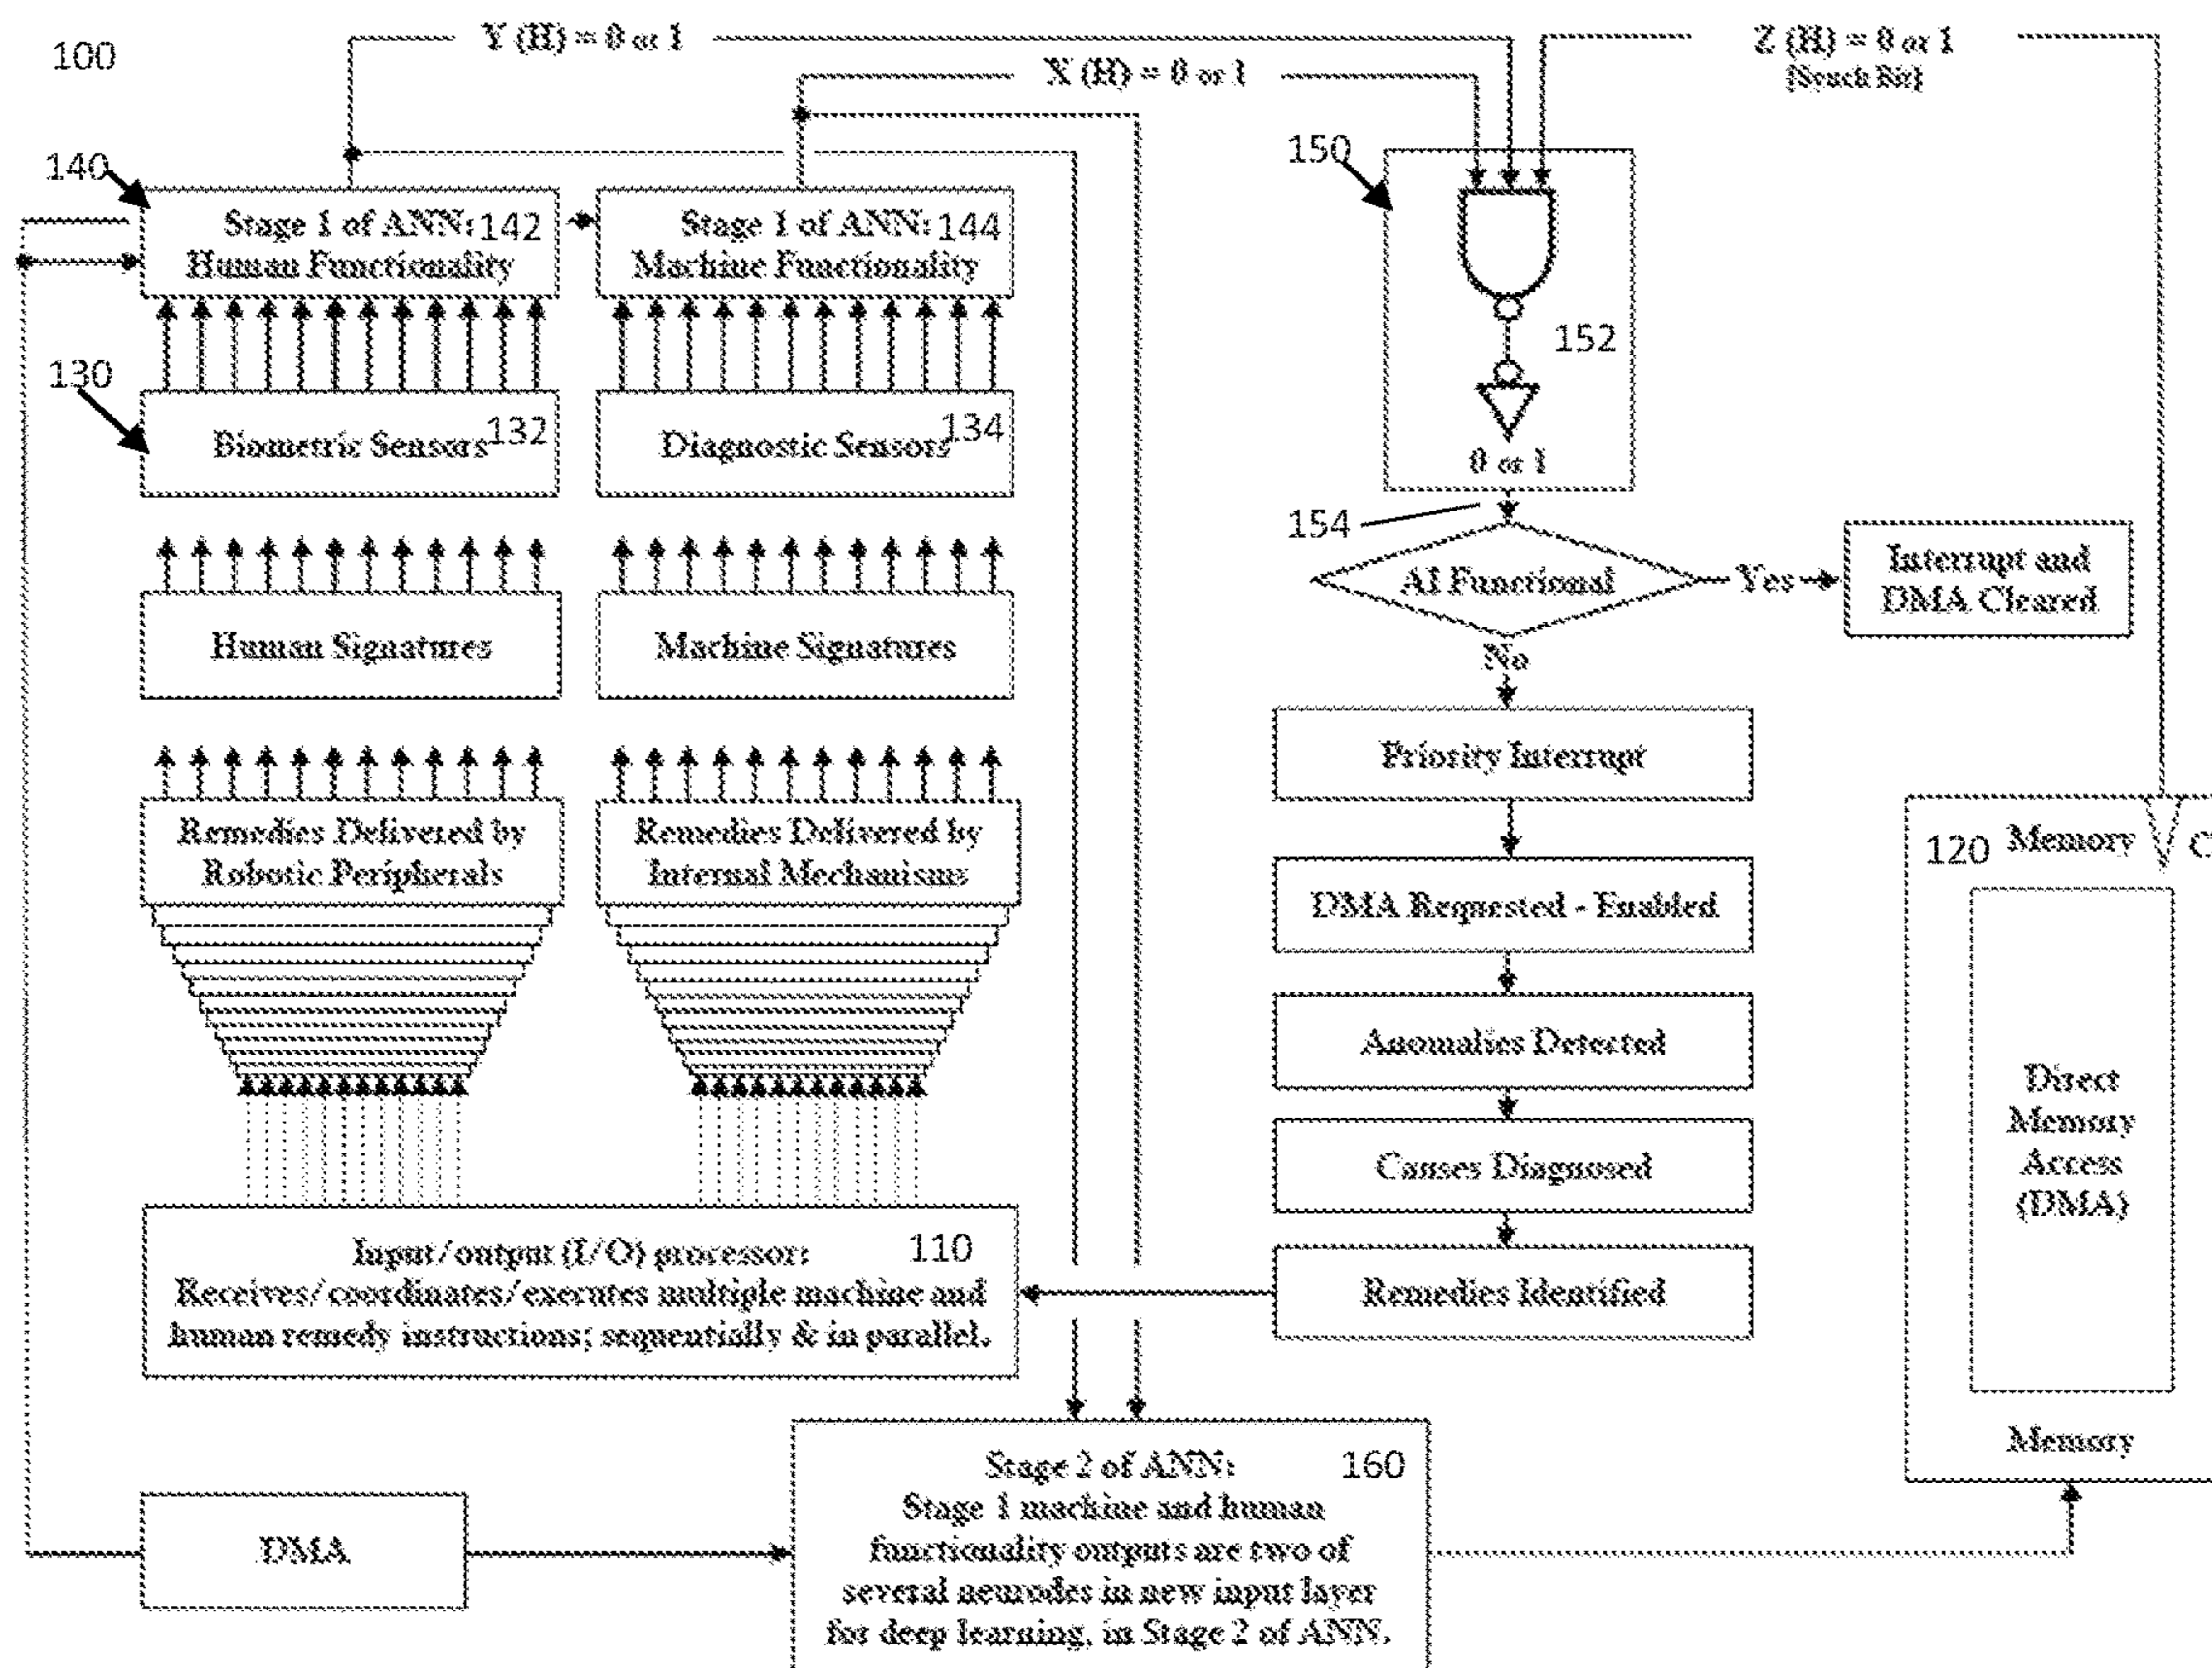 100
Y (H) = 0 or 1
X (H) = 0 or 1
Z (H) = 0 or 1
[Synch Bit]
140
Stage 1 of ANN: 142
Human Functionality
Stage 1 of ANN: 144
Machine Functionality
150
152
0 or 1
130
Biometric Sensors 132
Diagnostic Sensors 134
154
AI Functional
Yes
Interrupt and
DMA Cleared
No
Human Signatures
Machine Signatures
Priority Interrupt
Remedies Delivered by
Robotic Peripherals
Remedies Delivered by
Internal Mechanisms
DMA Requested - Enabled
120 Memory
Anomalies Detected
Direct
Memory
Access
(DMA)
Causes Diagnosed
Input/output (I/O) processor: 110
Receives/coordinates/executes multiple machine and
human remedy instructions; sequentially & in parallel.
Remedies Identified
Memory
DMA
Stage 2 of ANN: 160
Stage 1 machine and human
functionality outputs are two of
several neurodes in new input layer
for deep learning, in Stage 2 of ANN.